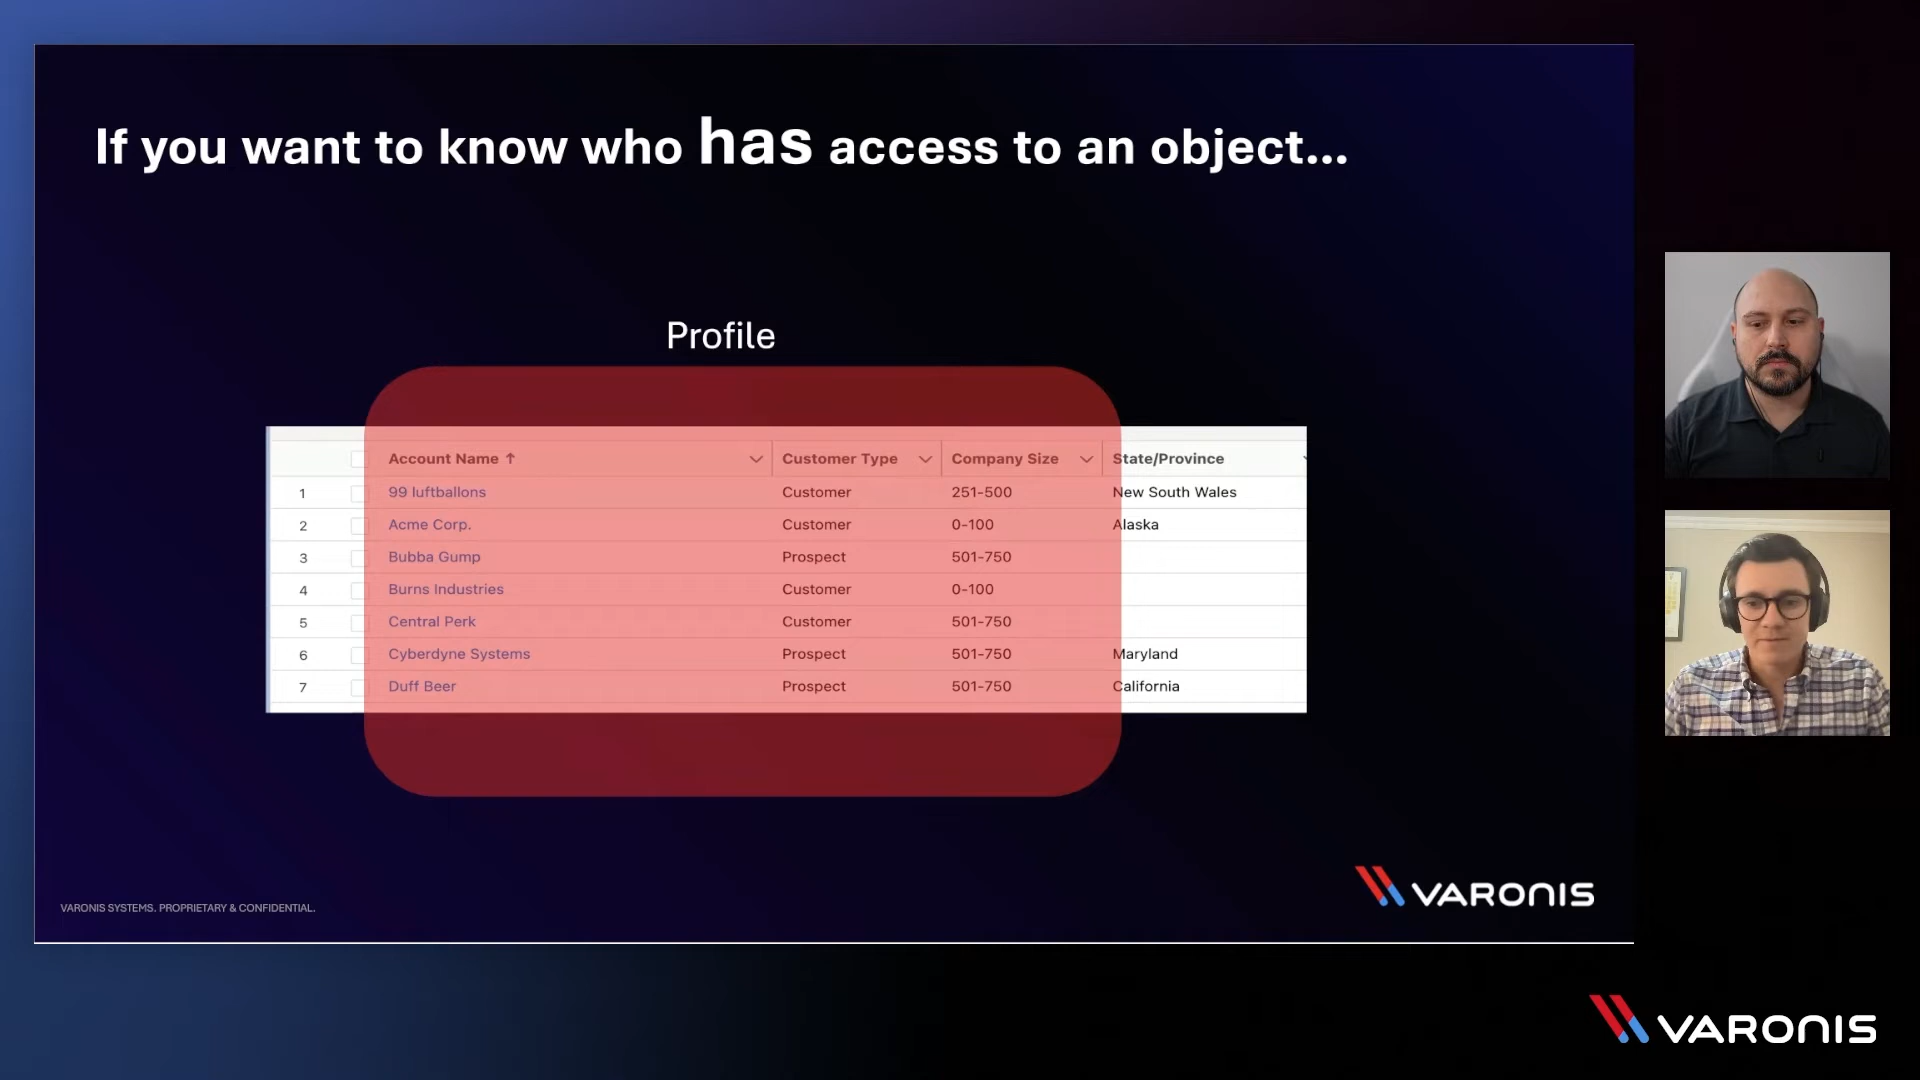 If you want to know who has access to an object...
Profile
Account Name ↑ Customer Type Company Size State/Province
1 99 luftballons Customer 251-500 New South Wales
2 Acme Corp. Customer 0-100 Alaska
3 Bubba Gump Prospect 501-750
4 Burns Industries Customer 0-100
5 Central Perk Customer 501-750
6 Cyberdyne Systems Prospect 501-750 Maryland
7 Duff Beer Prospect 501-750 California
VARONIS
VARONIS SYSTEMS. PROPRIETARY & CONFIDENTIAL.
VARONIS